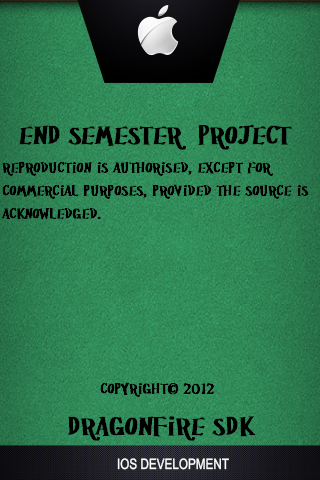 END SEMESTER PROJECT
REPRODUCTION IS AUTHORISED, EXCEPT FOR
COMMERCIAL PURPOSES, PROVIDED THE SOURCE IS
ACKNOWLEDGED.
COPYRIGHT© 2012
DRAGONFIRE SDK
IOS DEVELOPMENT